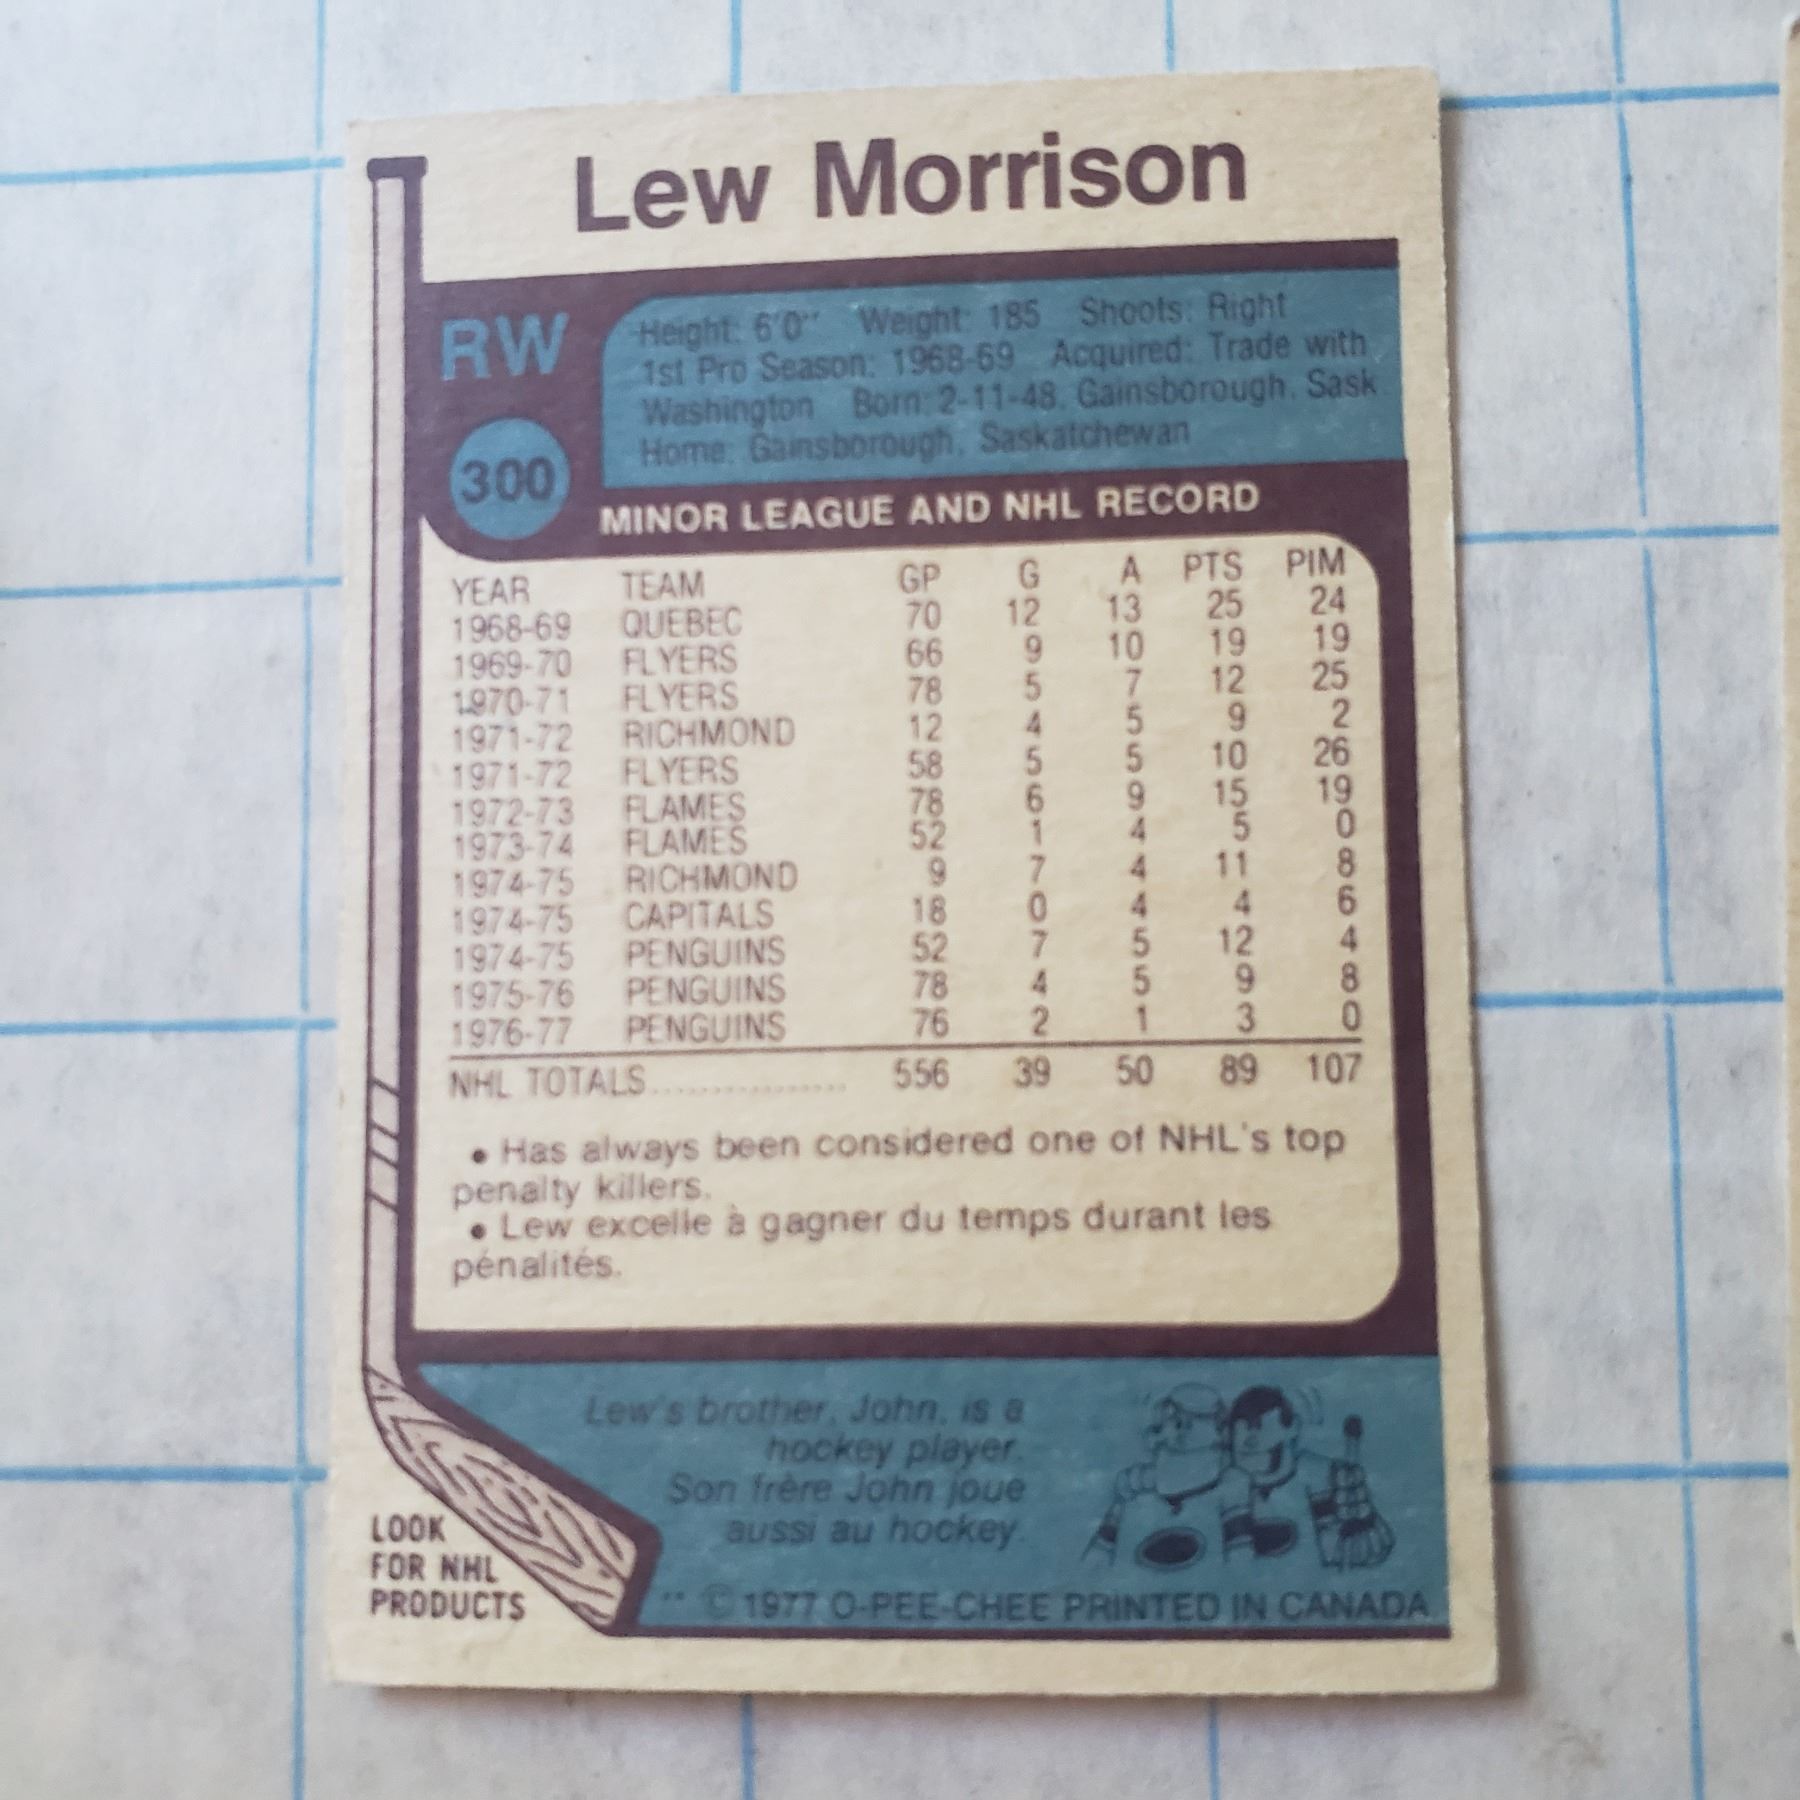 Lew Morrison
RW
Height: 6'0" Weight: 185 Shoots: Right
1st Pro Season: 1968-69 Acquired: Trade with
Washington Born: 2-11-48, Gainsborough, Sask
Home: Gainsborough, Saskatchewan
300
MINOR LEAGUE AND NHL RECORD
YEAR TEAM GP G A PTS PIM
1968-69 QUEBEC 70 12 13 25 24
1969-70 FLYERS 66 9 10 19 19
1970-71 FLYERS 78 5 7 12 25
1971-72 RICHMOND 12 4 5 9 2
1971-72 FLYERS 58 5 5 10 26
1972-73 FLAMES 78 6 9 15 19
1973-74 FLAMES 52 1 4 5 0
1974-75 RICHMOND 9 7 4 11 8
1974-75 CAPITALS 18 0 4 4 6
1974-75 PENGUINS 52 7 5 12 4
1975-76 PENGUINS 78 4 5 9 8
1976-77 PENGUINS 76 2 1 3 0
NHL TOTALS................ 556 39 50 89 107
• Has always been considered one of NHL's top
penalty killers.
• Lew excelle à gagner du temps durant les
pénalités.
Lew's brother, John, is a
hockey player.
Son frère John joue
aussi au hockey.
LOOK
FOR NHL
PRODUCTS
** © 1977 O-PEE-CHEE PRINTED IN CANADA